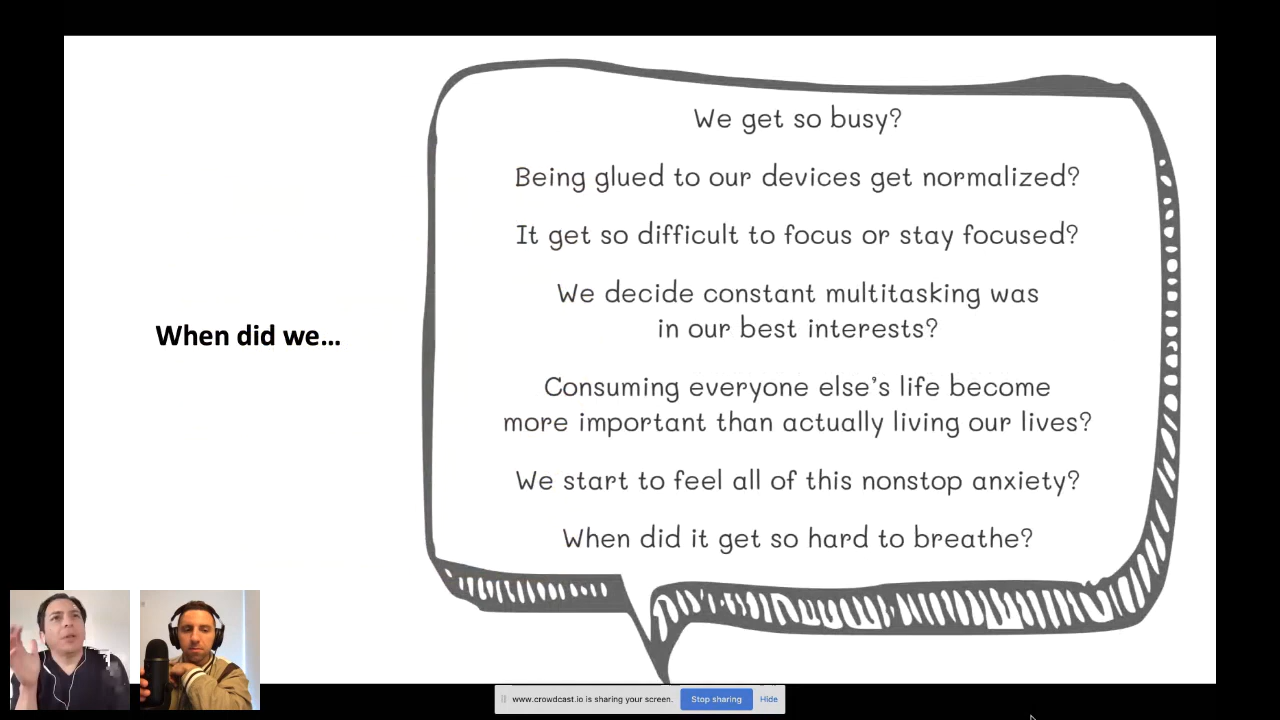 When did we...
We get so busy?
Being glued to our devices get normalized?
It get so difficult to focus or stay focused?
We decide constant multitasking was
in our best interests?
Consuming everyone else's life become
more important than actually living our lives?
We start to feel all of this nonstop anxiety?
When did it get so hard to breathe?
www.crowdcast.io is sharing your screen.
Stop sharing
Hide